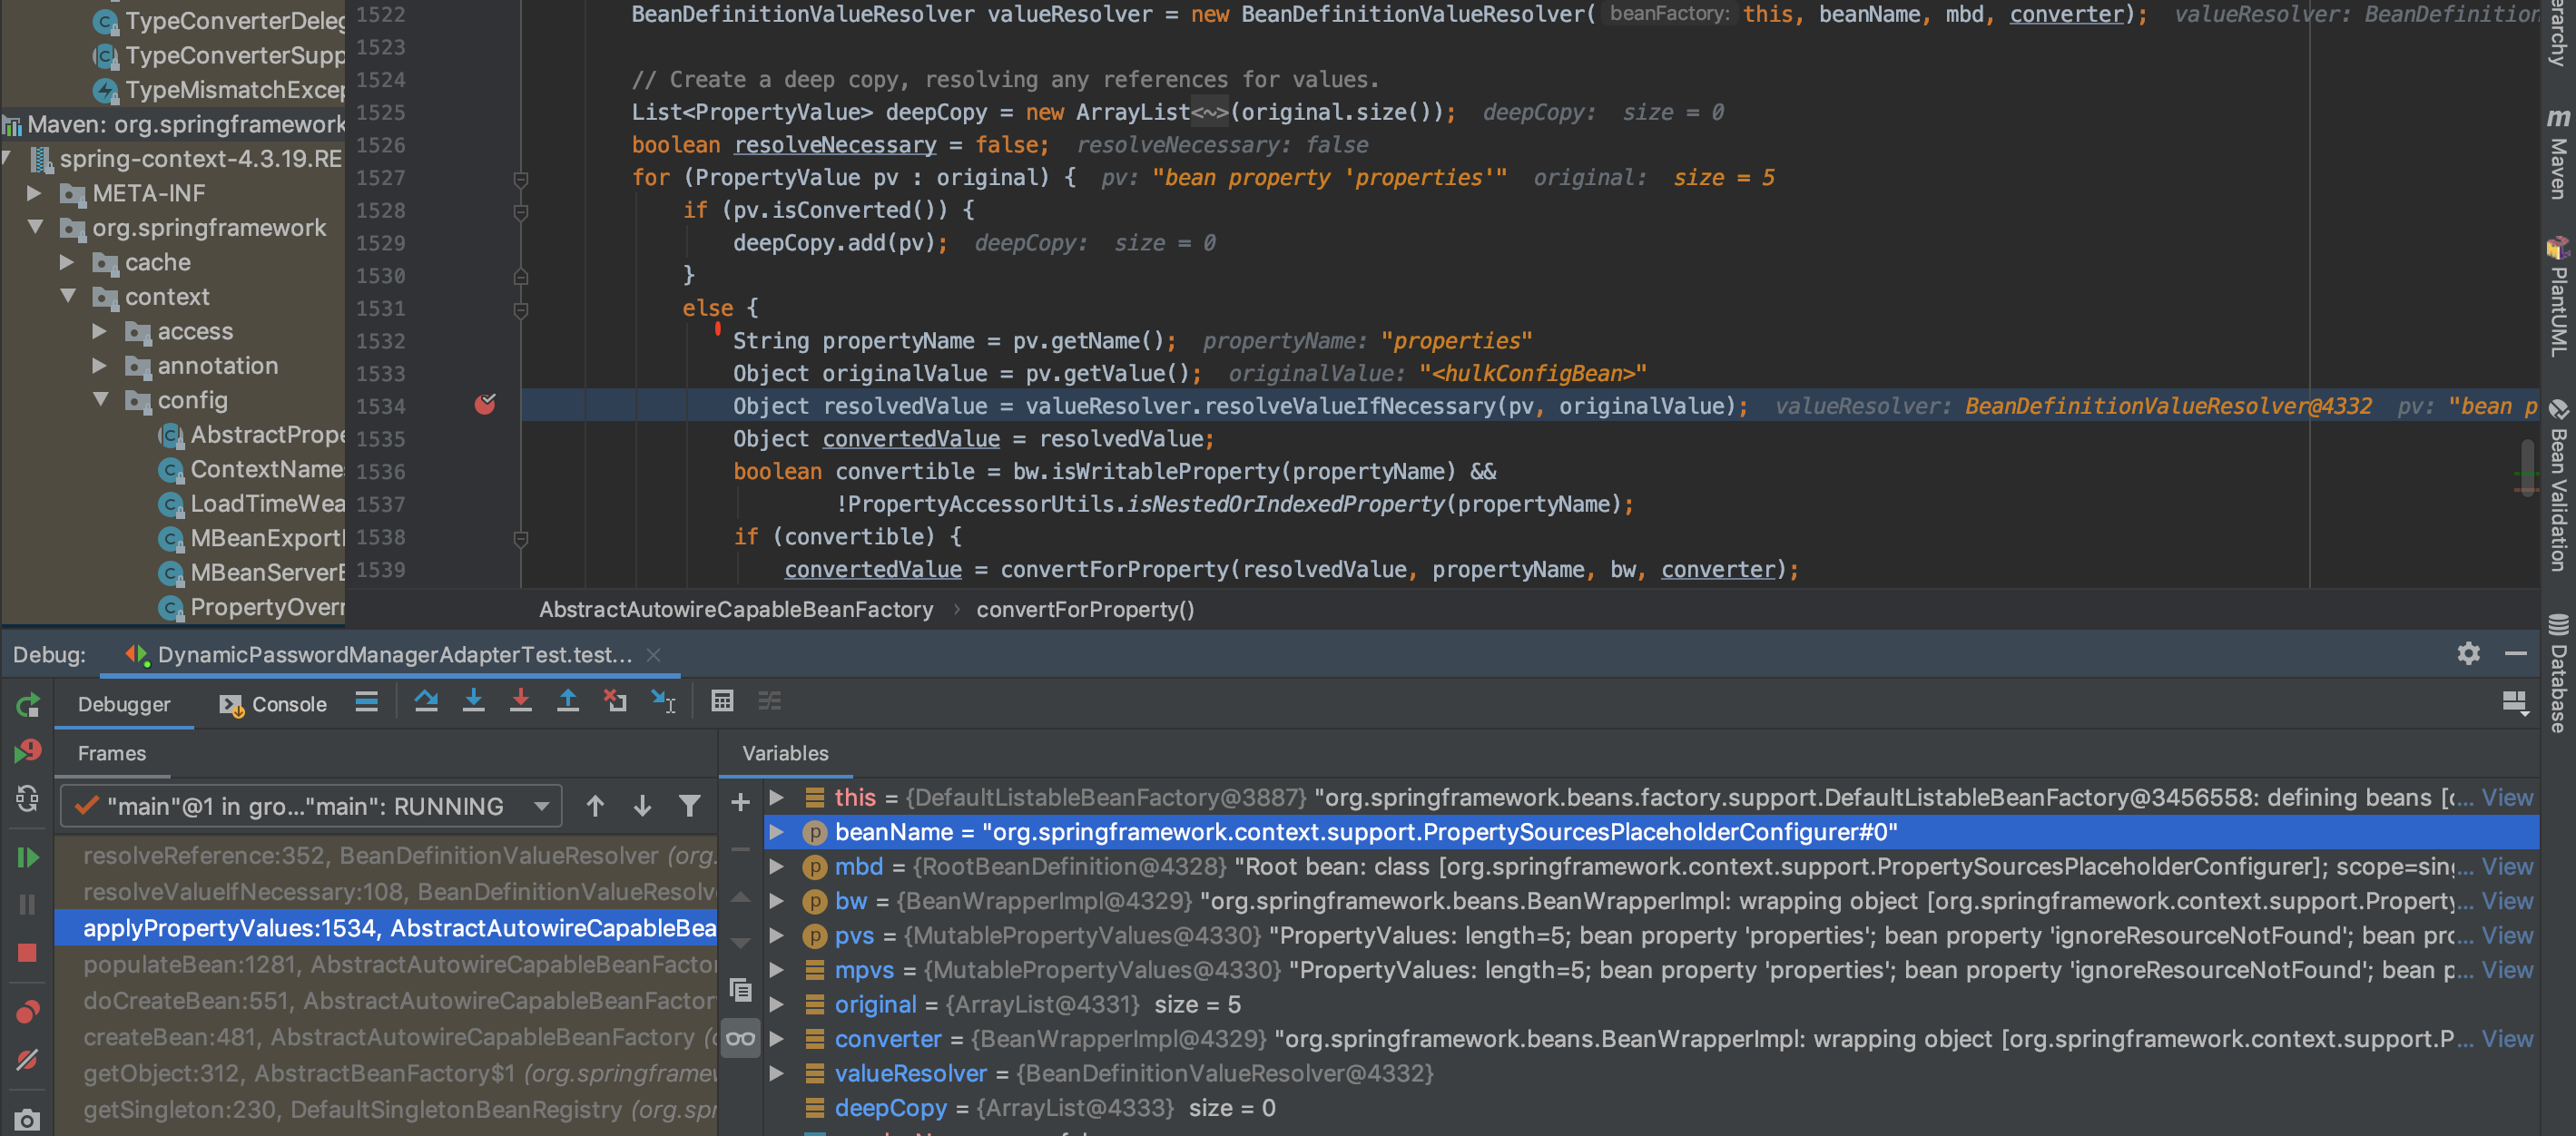 TypeConverterDeleg
TypeConverterSupp
TypeMismatchExcep
Maven: org.springframework
spring-context-4.3.19.RE
META-INF
org.springframework
cache
context
access
annotation
config
AbstractPrope
ContextName
LoadTimeWea
MBeanExport
MBeanServerE
PropertyOverr
1522 BeanDefinitionValueResolver valueResolver = new BeanDefinitionValueResolver( beanFactory: this, beanName, mbd, converter); valueResolver: BeanDefinition
1523
1524 // Create a deep copy, resolving any references for values.
1525 List<PropertyValue> deepCopy = new ArrayList<~>(original.size()); deepCopy: size = 0
1526 boolean resolveNecessary = false; resolveNecessary: false
1527 for (PropertyValue pv : original) { pv: "bean property 'properties'" original: size = 5
1528 if (pv.isConverted()) {
1529 deepCopy.add(pv); deepCopy: size = 0
1530 }
1531 else {
1532 String propertyName = pv.getName(); propertyName: "properties"
1533 Object originalValue = pv.getValue(); originalValue: "<hulkConfigBean>"
1534 Object resolvedValue = valueResolver.resolveValueIfNecessary(pv, originalValue); valueResolver: BeanDefinitionValueResolver@4332 pv: "bean p
1535 Object convertedValue = resolvedValue;
1536 boolean convertible = bw.isWritableProperty(propertyName) &&
1537 !PropertyAccessorUtils.isNestedOrIndexedProperty(propertyName);
1538 if (convertible) {
1539 convertedValue = convertForProperty(resolvedValue, propertyName, bw, converter);
AbstractAutowireCapableBeanFactory › convertForProperty()
erarchy
m Maven
PlantUML
Bean Validation
Database
Debug: DynamicPasswordManagerAdapterTest.test...
Debugger Console
Frames
"main"@1 in gro..."main": RUNNING
resolveReference:352, BeanDefinitionValueResolver (org.
resolveValueIfNecessary:108, BeanDefinitionValueResolv
applyPropertyValues:1534, AbstractAutowireCapableBea
populateBean:1281, AbstractAutowireCapableBeanFactor
doCreateBean:551, AbstractAutowireCapableBeanFactor
createBean:481, AbstractAutowireCapableBeanFactory (o
getObject:312, AbstractBeanFactory$1 (org.springframew
getSingleton:230, DefaultSingletonBeanRegistry (org.spr
Variables
this = {DefaultListableBeanFactory@3887} "org.springframework.beans.factory.support.DefaultListableBeanFactory@3456558: defining beans [c... View
beanName = "org.springframework.context.support.PropertySourcesPlaceholderConfigurer#0"
mbd = {RootBeanDefinition@4328} "Root bean: class [org.springframework.context.support.PropertySourcesPlaceholderConfigurer]; scope=sin... View
bw = {BeanWrapperImpl@4329} "org.springframework.beans.BeanWrapperImpl: wrapping object [org.springframework.context.support.Property... View
pvs = {MutablePropertyValues@4330} "PropertyValues: length=5; bean property 'properties'; bean property 'ignoreResourceNotFound'; bean pro... View
mpvs = {MutablePropertyValues@4330} "PropertyValues: length=5; bean property 'properties'; bean property 'ignoreResourceNotFound'; bean p... View
original = {ArrayList@4331} size = 5
converter = {BeanWrapperImpl@4329} "org.springframework.beans.BeanWrapperImpl: wrapping object [org.springframework.context.support.P... View
valueResolver = {BeanDefinitionValueResolver@4332}
deepCopy = {ArrayList@4333} size = 0